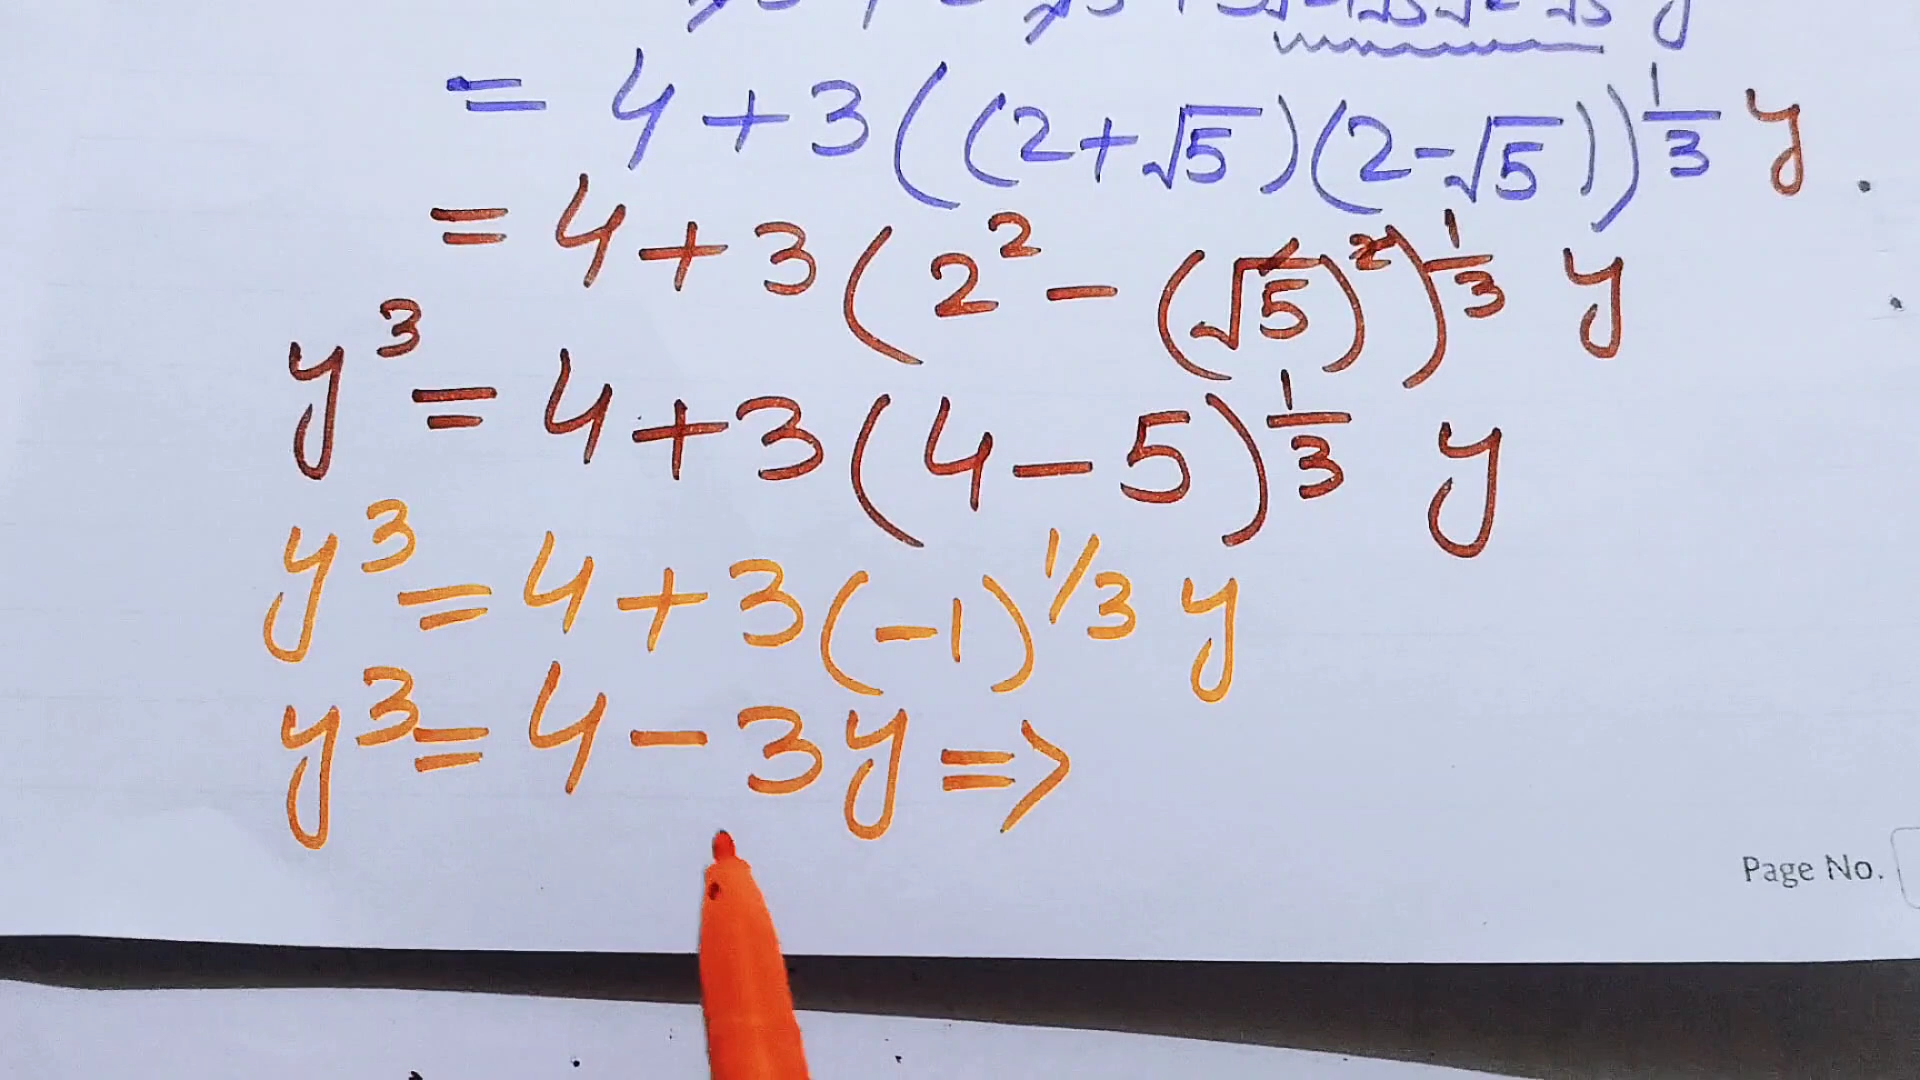 = 4 + 3 ((2+√5)(2-√5))^1/3 y
= 4 + 3 (2² - (√5)²)^1/3 y
y³ = 4 + 3 (4 - 5)^1/3 y
y³ = 4 + 3 (-1)^1/3 y
y³ = 4 - 3y =>
Page No.